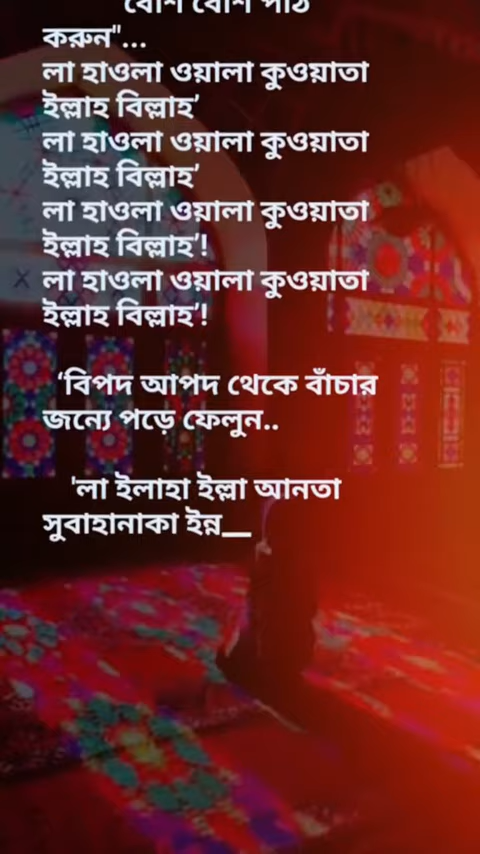 বেশি বেশি পাঠ
করুন"...
লা হাওলা ওয়ালা কুওয়াতা
ইল্লাহ বিল্লাহ’
লা হাওলা ওয়ালা কুওয়াতা
ইল্লাহ বিল্লাহ’
লা হাওলা ওয়ালা কুওয়াতা
ইল্লাহ বিল্লাহ’!
লা হাওলা ওয়ালা কুওয়াতা
ইল্লাহ বিল্লাহ’!
‘বিপদ আপদ থেকে বাঁচার
জন্যে পড়ে ফেলুন..
'লা ইলাহা ইল্লা আনতা
সুবাহানাকা ইন্ন__